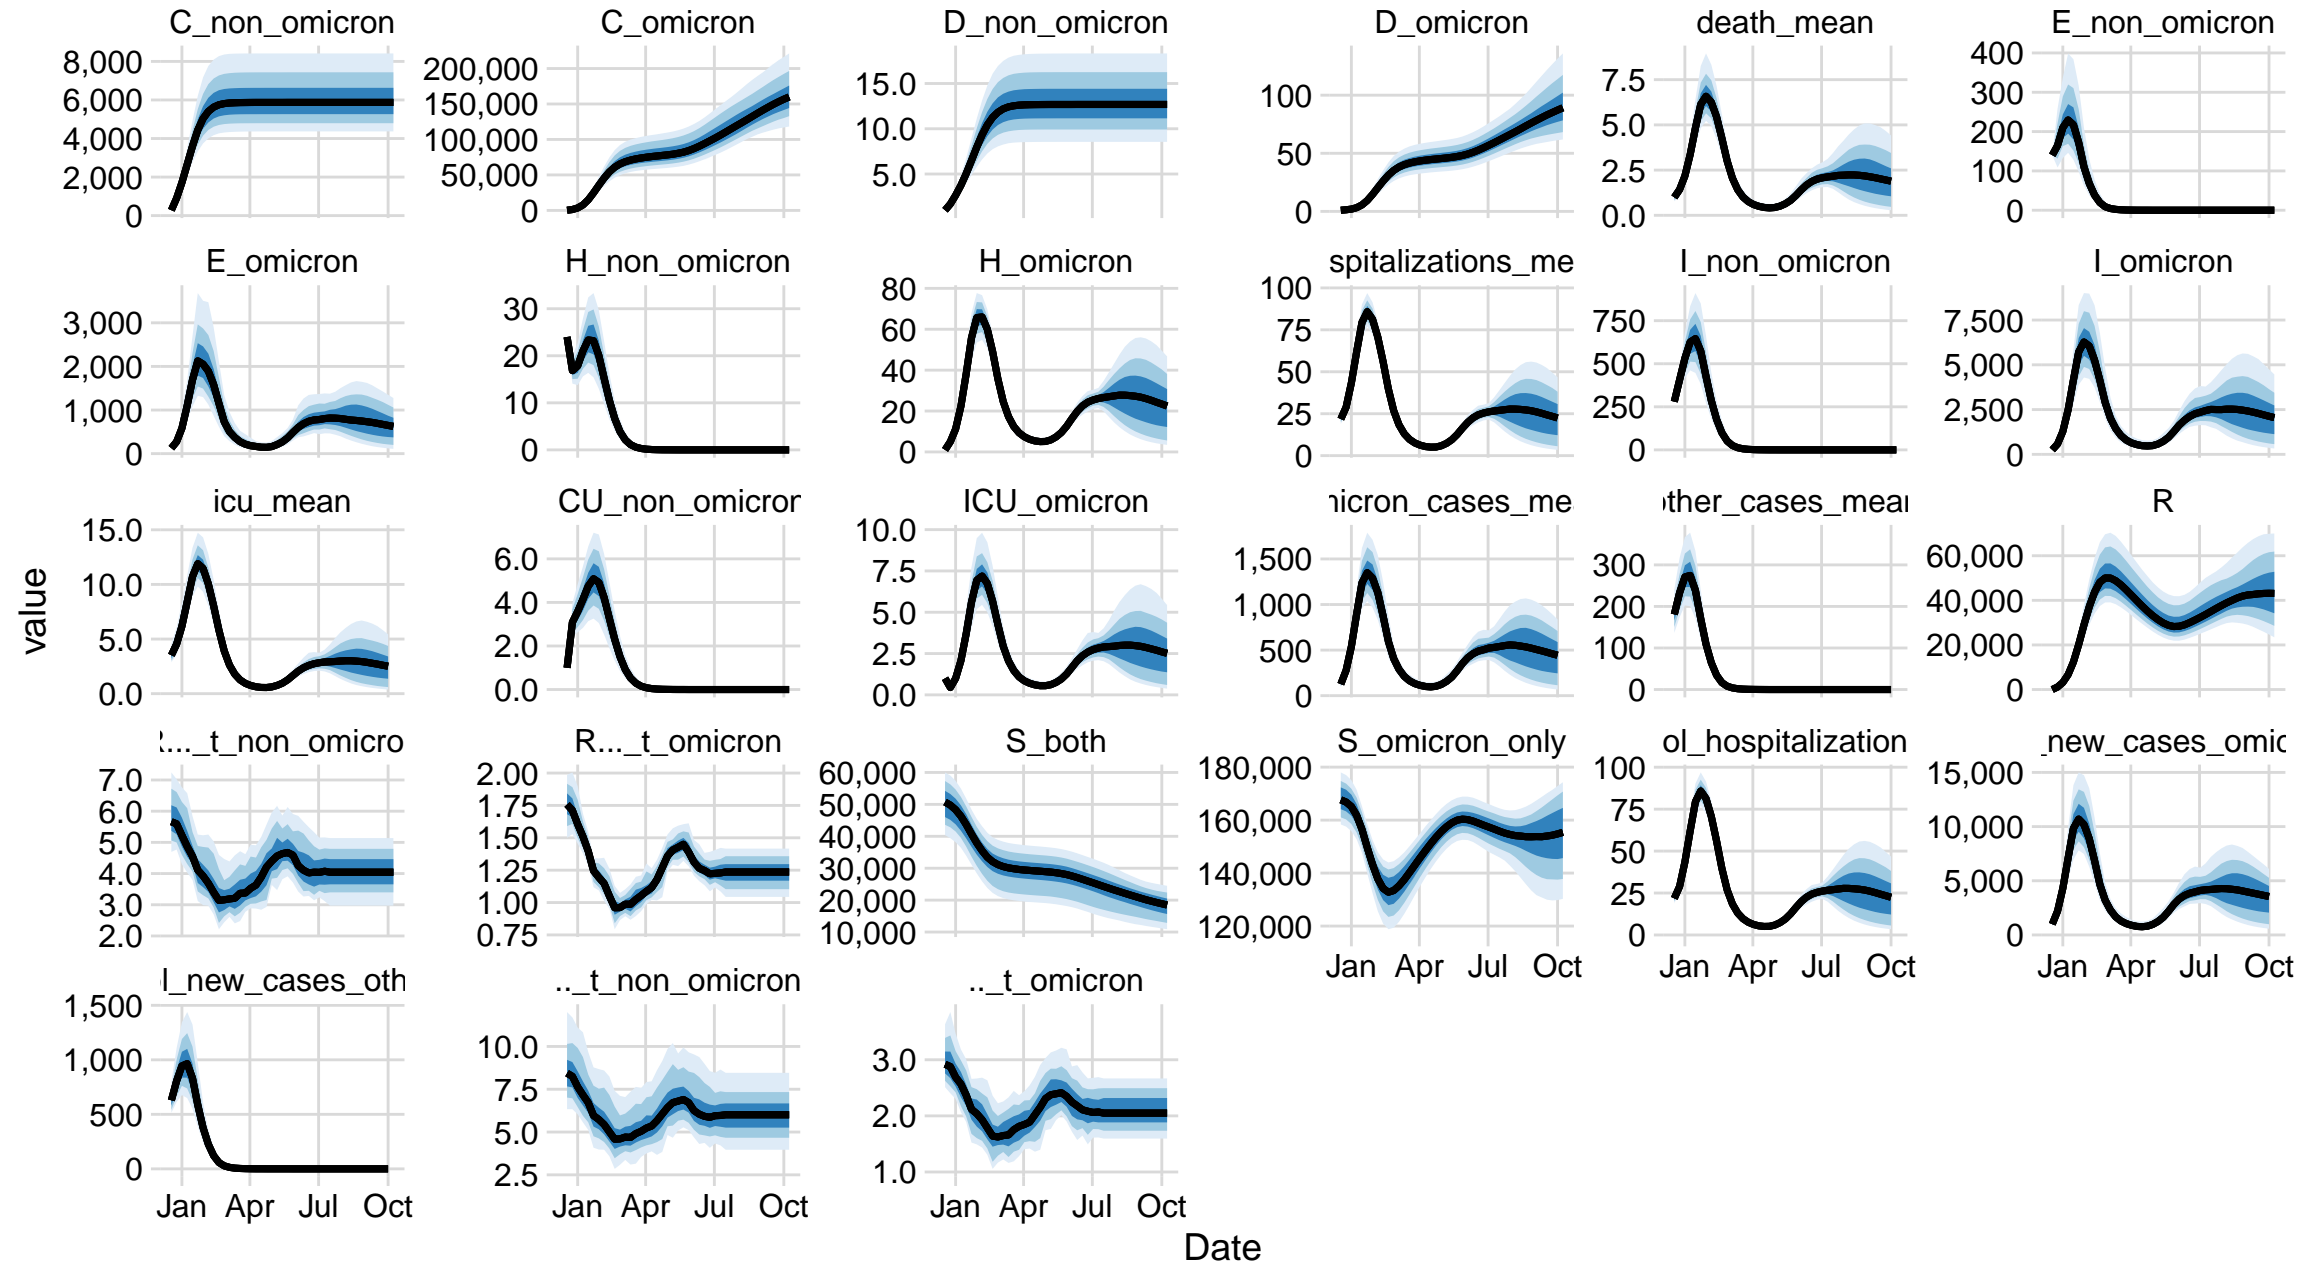 C_non_omicron C_omicron D_non_omicron D_omicron death_mean E_non_omicron
8,000 6,000 4,000 2,000 0
200,000 150,000 100,000 50,000 0
15.0 10.0 5.0
100 50 0
7.5 5.0 2.5 0.0
400 300 200 100 0
E_omicron H_non_omicron H_omicron spitalizations_me I_non_omicron I_omicron
3,000 2,000 1,000 0
30 20 10 0
80 60 40 20 0
100 75 50 25 0
750 500 250 0
7,500 5,000 2,500 0
icu_mean CU_non_omicron ICU_omicron nicron_cases_me other_cases_mean R
15.0 10.0 5.0 0.0
6.0 4.0 2.0 0.0
10.0 7.5 5.0 2.5 0.0
1,500 1,000 500 0
300 200 100 0
60,000 40,000 20,000 0
value
R..._t_non_omicro R..._t_omicron S_both S_omicron_only ol_hospitalization _new_cases_omic
7.0 6.0 5.0 4.0 3.0 2.0
2.00 1.75 1.50 1.25 1.00 0.75
60,000 50,000 40,000 30,000 20,000 10,000
180,000 160,000 140,000 120,000
100 75 50 25 0
15,000 10,000 5,000 0
Jan Apr Jul Oct Jan Apr Jul Oct Jan Apr Jul Oct
l_new_cases_oth .._t_non_omicron .._t_omicron
1,500 1,000 500 0
10.0 7.5 5.0 2.5
3.0 2.0 1.0
Jan Apr Jul Oct Jan Apr Jul Oct Jan Apr Jul Oct
Date